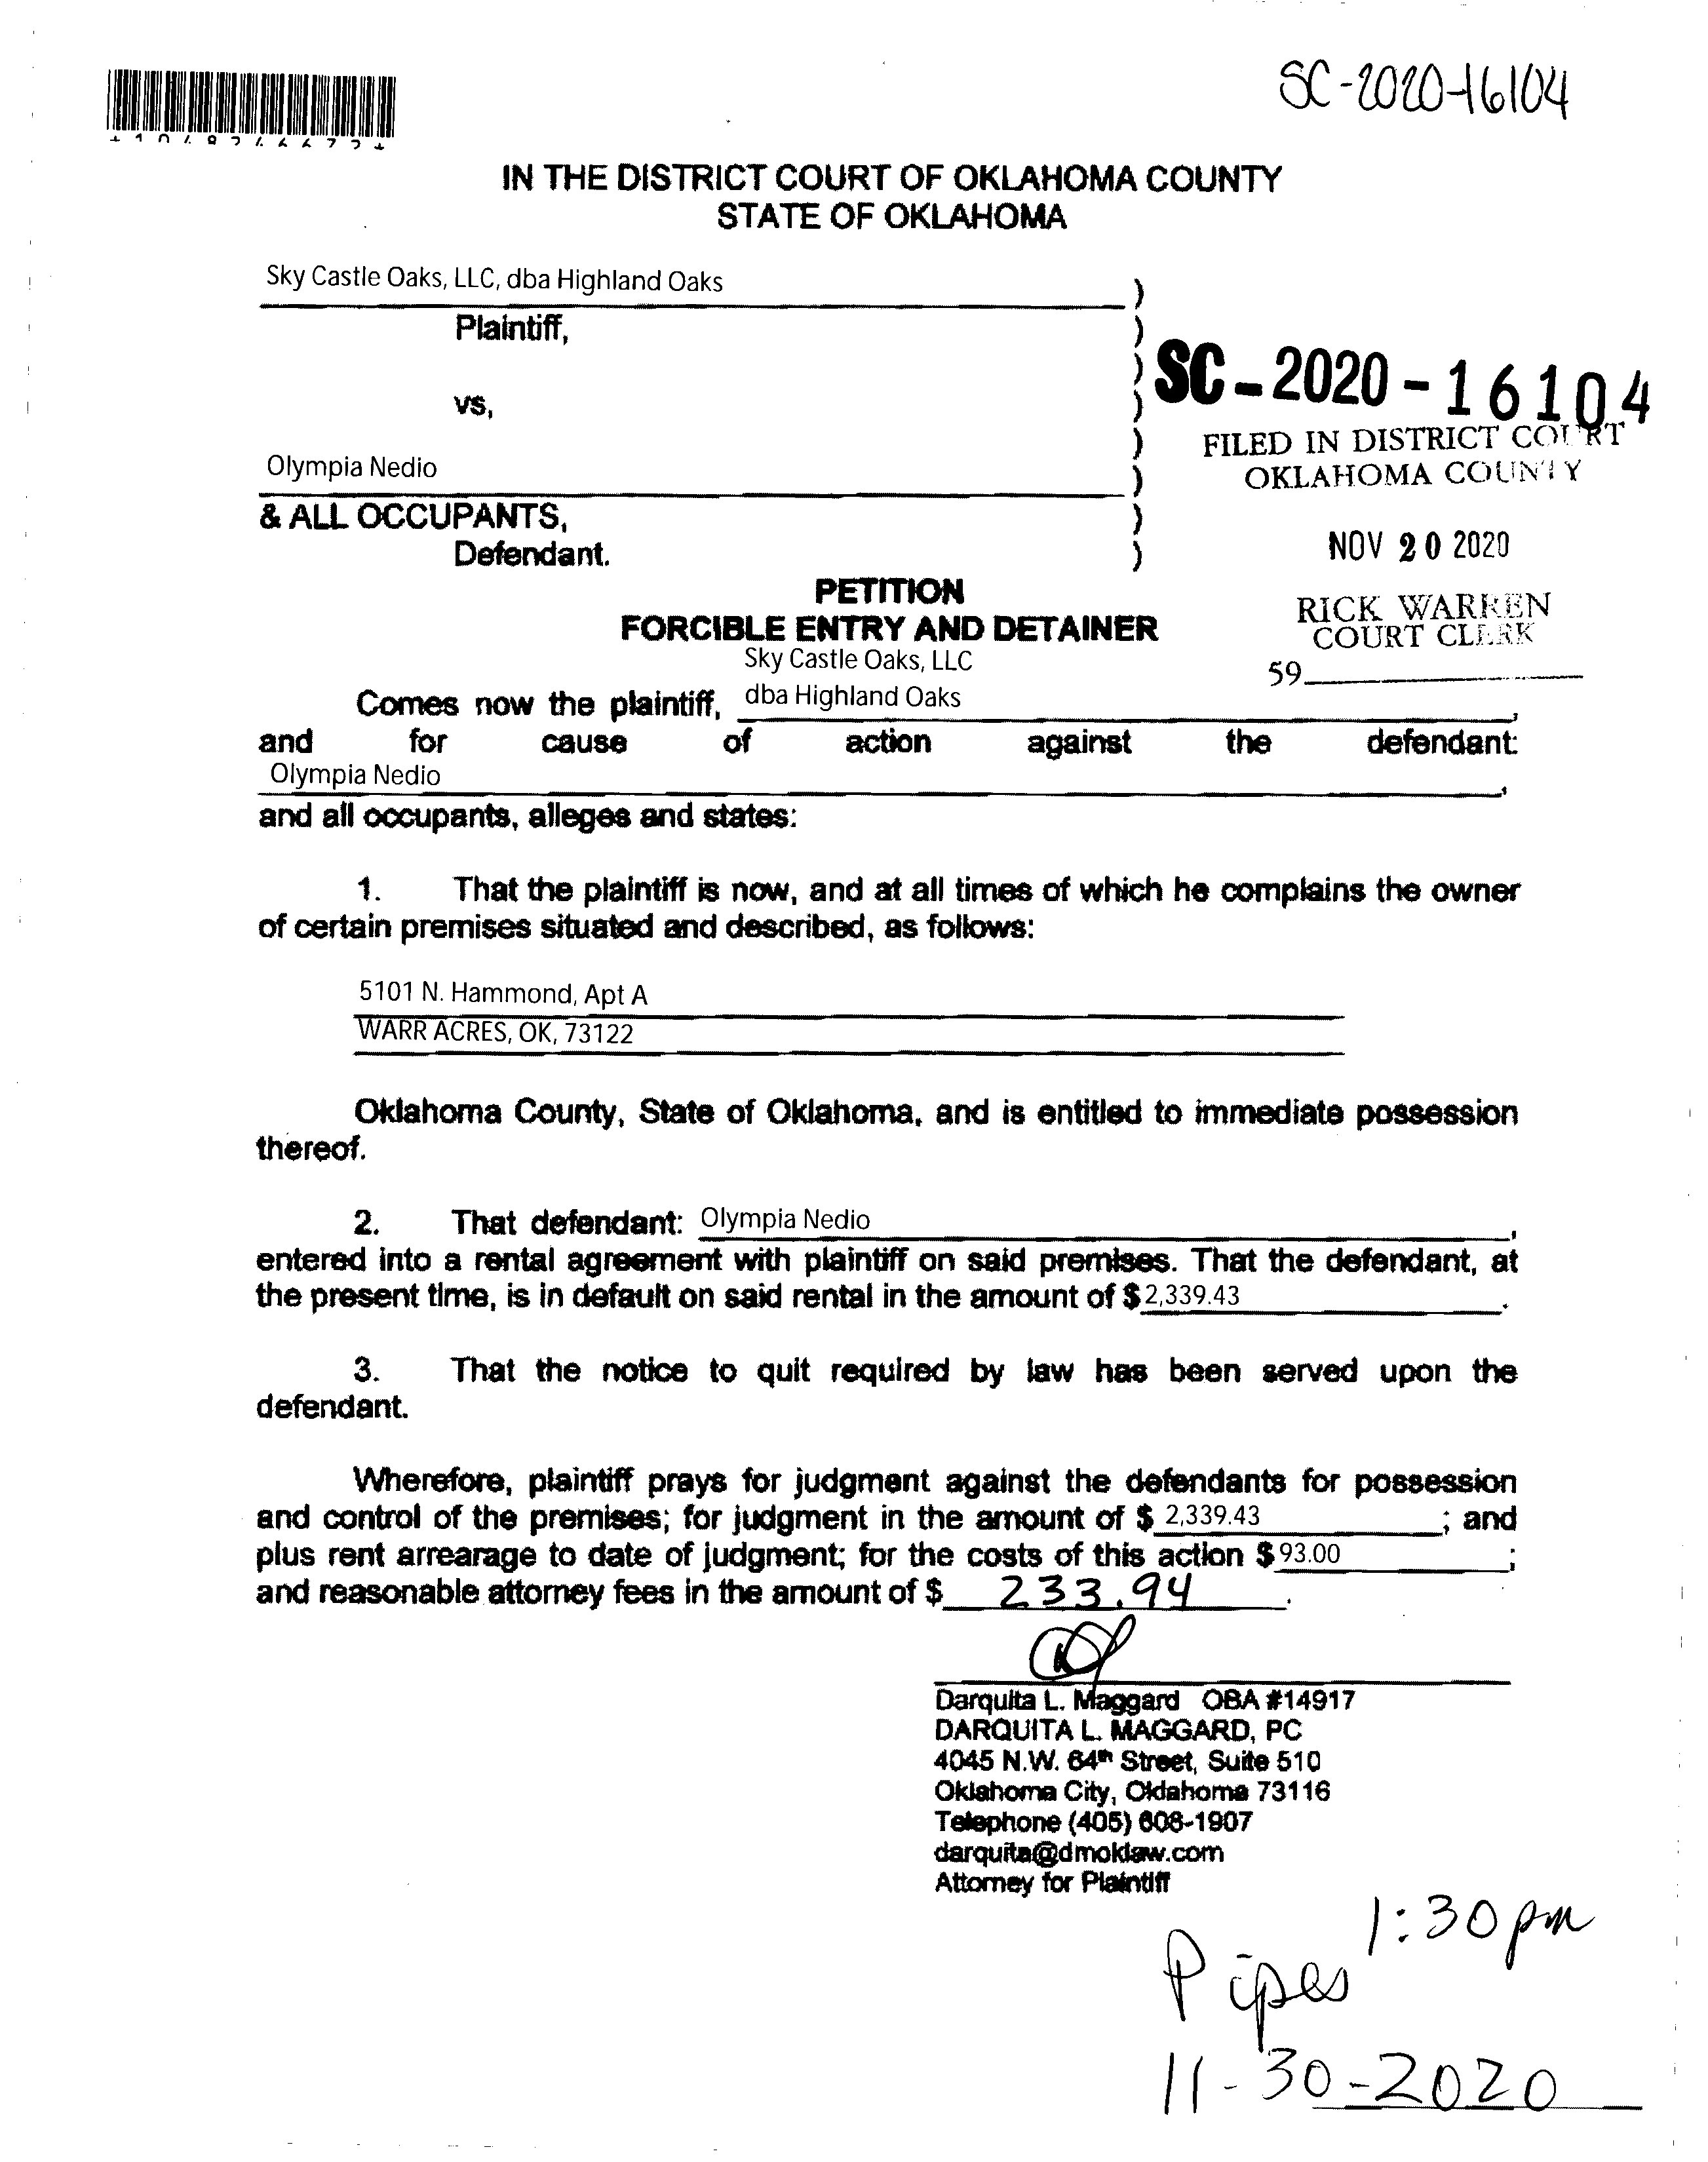 SC-2020-16104
IN THE DISTRICT COURT OF OKLAHOMA COUNTY
STATE OF OKLAHOMA
Sky Castle Oaks, LLC, dba Highland Oaks )
Plaintiff, )
)
vs, )
)
Olympia Nedio )
& ALL OCCUPANTS, )
Defendant. )
SC-2020-16104
FILED IN DISTRICT COURT
OKLAHOMA COUNTY
NOV 20 2020
RICK WARREN
COURT CLERK
59
PETITION
FORCIBLE ENTRY AND DETAINER
Sky Castle Oaks, LLC
Comes now the plaintiff, dba Highland Oaks,
and for cause of action against the defendant:
Olympia Nedio,
and all occupants, alleges and states:
1. That the plaintiff is now, and at all times of which he complains the owner
of certain premises situated and described, as follows:
5101 N. Hammond, Apt A
WARR ACRES, OK, 73122
Oklahoma County, State of Oklahoma, and is entitled to immediate possession
thereof.
2. That defendant: Olympia Nedio,
entered into a rental agreement with plaintiff on said premises. That the defendant, at
the present time, is in default on said rental in the amount of $2,339.43.
3. That the notice to quit required by law has been served upon the
defendant.
Wherefore, plaintiff prays for judgment against the defendants for possession
and control of the premises; for judgment in the amount of $ 2,339.43; and
plus rent arrearage to date of judgment; for the costs of this action $93.00;
and reasonable attorney fees in the amount of $ 233.94.
Darquita L. Maggard OBA #14917
DARQUITA L. MAGGARD, PC
4045 N.W. 64th Street, Suite 510
Oklahoma City, Oklahoma 73116
Telephone (405) 608-1907
darquita@dmoklaw.com
Attorney for Plaintiff
1:30pm
Pipes
11-30-2020